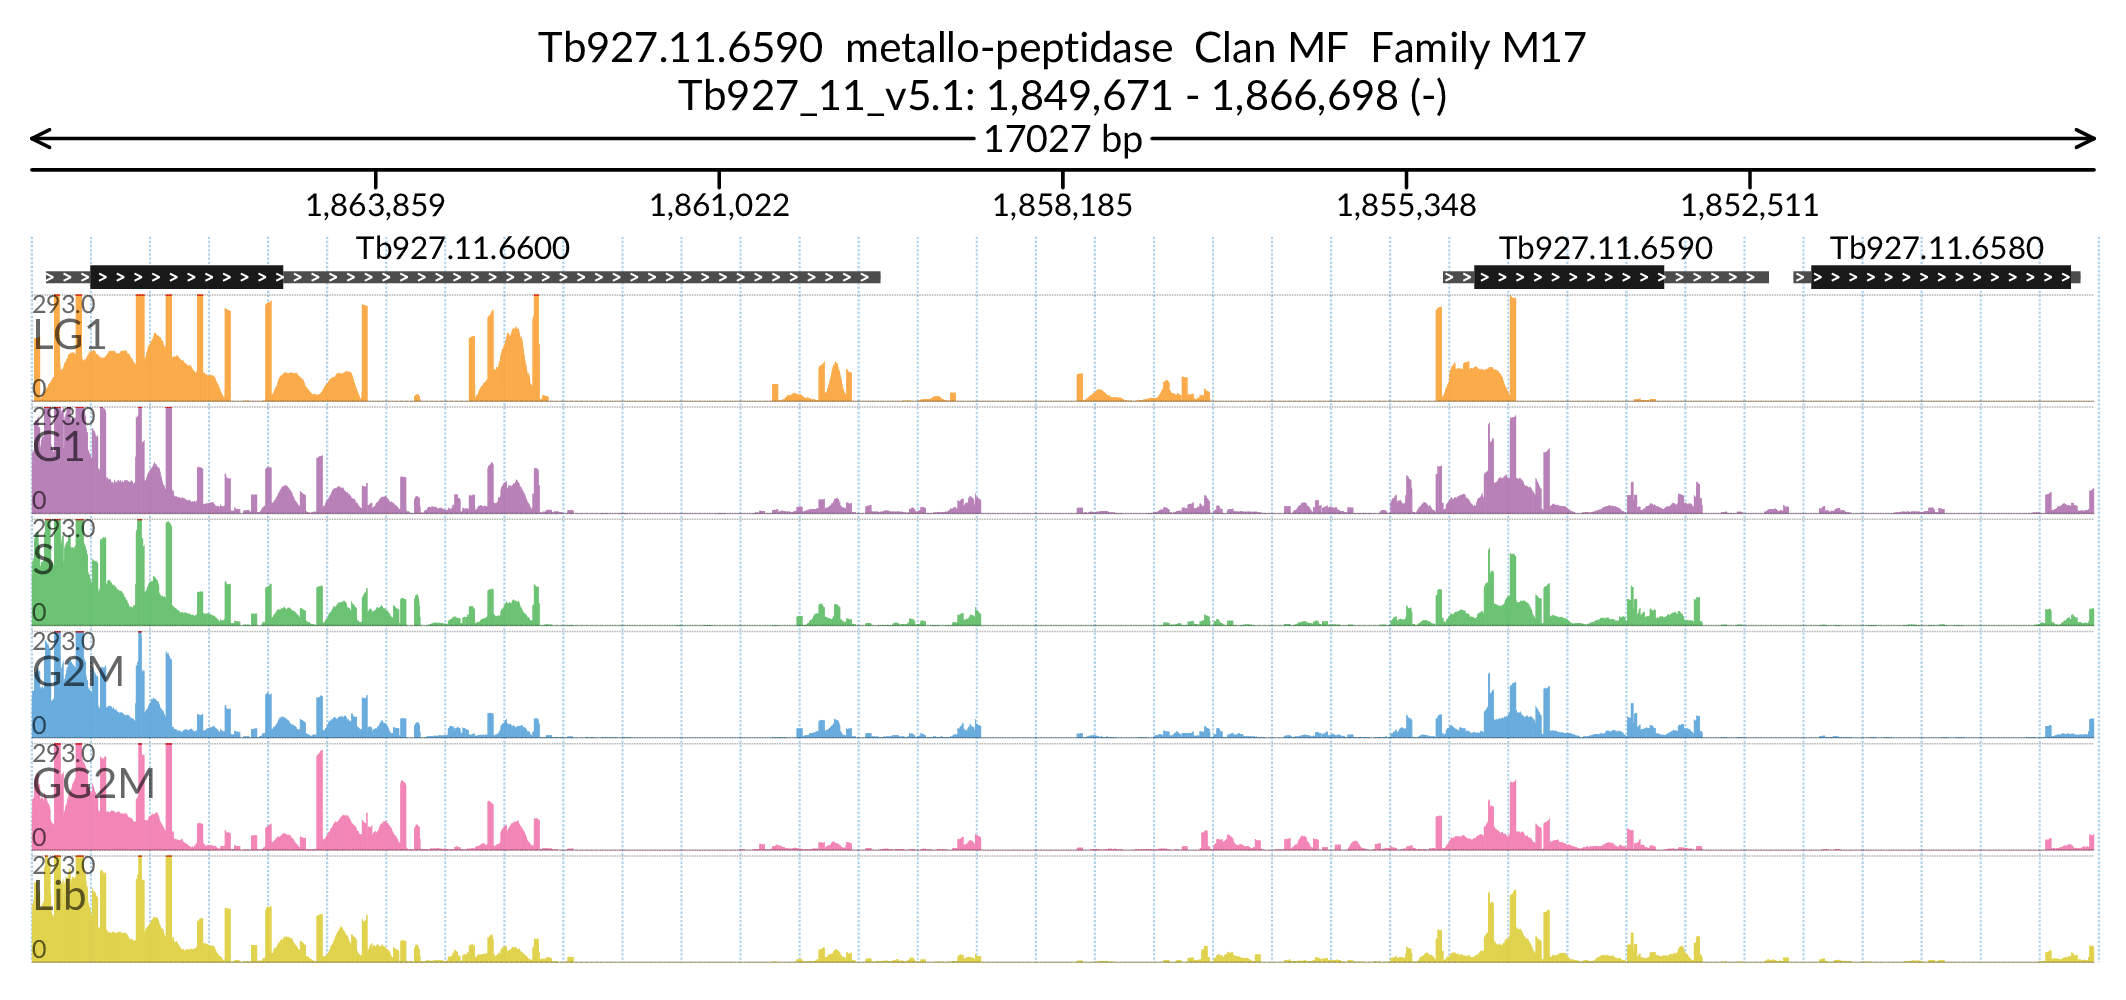 Tb927.11.6590 metallo-peptidase Clan MF Family M17
Tb927_11_v5.1: 1,849,671 - 1,866,698 (-)
17027 bp
1,863,859 1,861,022 1,858,185 1,855,348 1,852,511
Tb927.11.6600 Tb927.11.6590 Tb927.11.6580
293.0
LG1
0
293.0
G1
0
293.0
S
0
293.0
G2M
0
293.0
GG2M
0
293.0
Lib
0